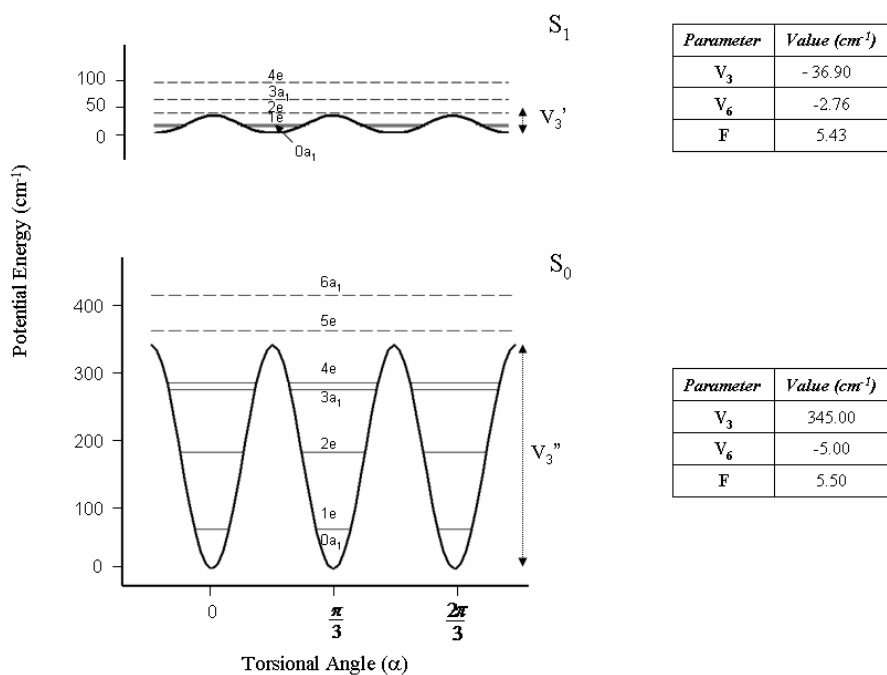 S1
Parameter Value (cm-1)
V3 - 36.90
V6 -2.76
F 5.43
100
50
0
4e
3a1
2e
1e
0a1
V3'
Potential Energy (cm-1)
S0
400
300
200
100
0
6a1
5e
4e
3a1
2e
1e
0a1
V3"
Parameter Value (cm-1)
V3 345.00
V6 -5.00
F 5.50
0 π/3 2π/3
Torsional Angle (α)